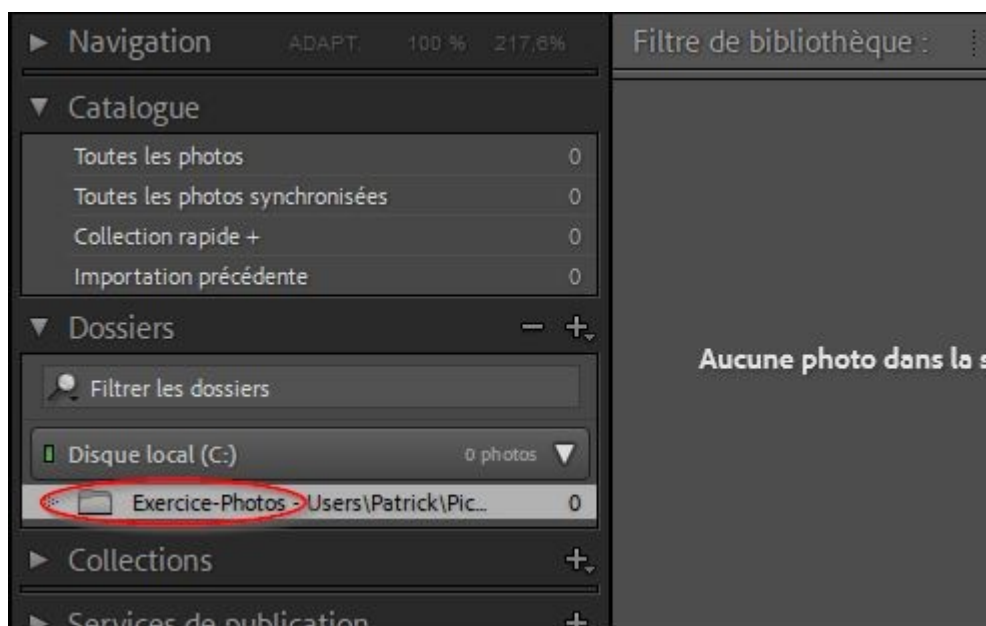 Navigation ADAPT. 100 % 217,6%
Filtre de bibliothèque :
Catalogue
Toutes les photos 0
Toutes les photos synchronisées 0
Collection rapide + 0
Importation précédente 0
Dossiers
Filtrer les dossiers
Aucune photo dans la s
Disque local (C:) 0 photos
Exercice-Photos - Users\Patrick\Pic... 0
Collections
Services de publication